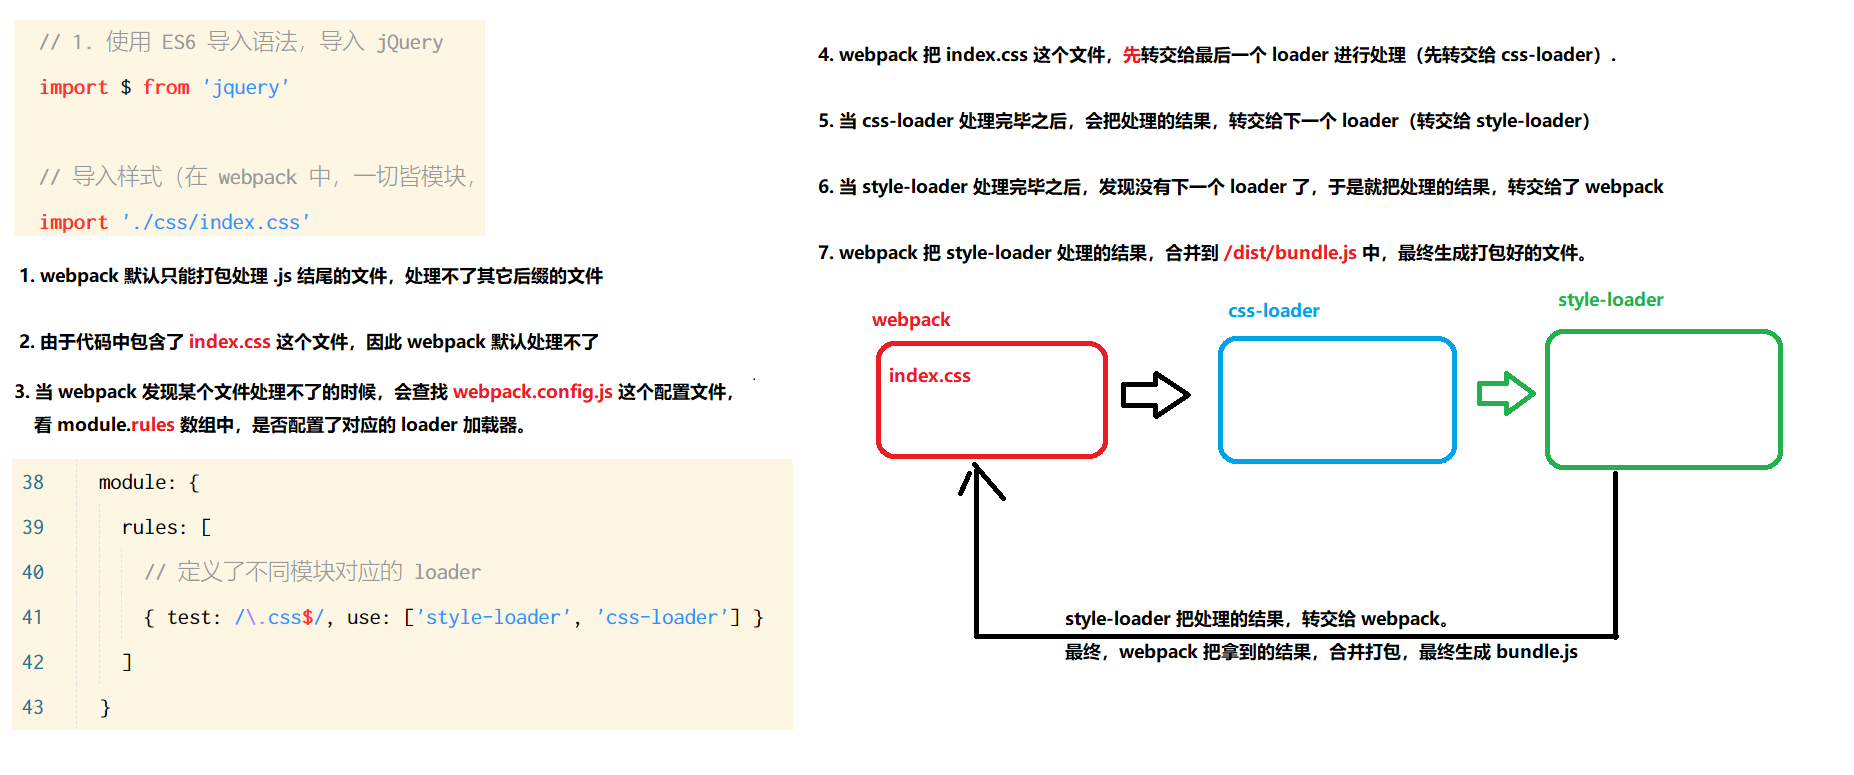 // 1. 使用 ES6 导入语法，导入 jQuery
import $ from 'jquery'
// 导入样式（在 webpack 中，一切皆模块，
import './css/index.css'
1. webpack 默认只能打包处理 .js 结尾的文件，处理不了其它后缀的文件
2. 由于代码中包含了 index.css 这个文件，因此 webpack 默认处理不了
3. 当 webpack 发现某个文件处理不了的时候，会查找 webpack.config.js 这个配置文件，
看 module.rules 数组中，是否配置了对应的 loader 加载器。
38 module: {
39 rules: [
40 // 定义了不同模块对应的 loader
41 { test: /\.css$/, use: ['style-loader', 'css-loader'] }
42 ]
43 }
4. webpack 把 index.css 这个文件，先转交给最后一个 loader 进行处理（先转交给 css-loader）.
5. 当 css-loader 处理完毕之后，会把处理的结果，转交给下一个 loader（转交给 style-loader）
6. 当 style-loader 处理完毕之后，发现没有下一个 loader 了，于是就把处理的结果，转交给了 webpack
7. webpack 把 style-loader 处理的结果，合并到 /dist/bundle.js 中，最终生成打包好的文件。
webpack
css-loader
style-loader
index.css
style-loader 把处理的结果，转交给 webpack。
最终，webpack 把拿到的结果，合并打包，最终生成 bundle.js